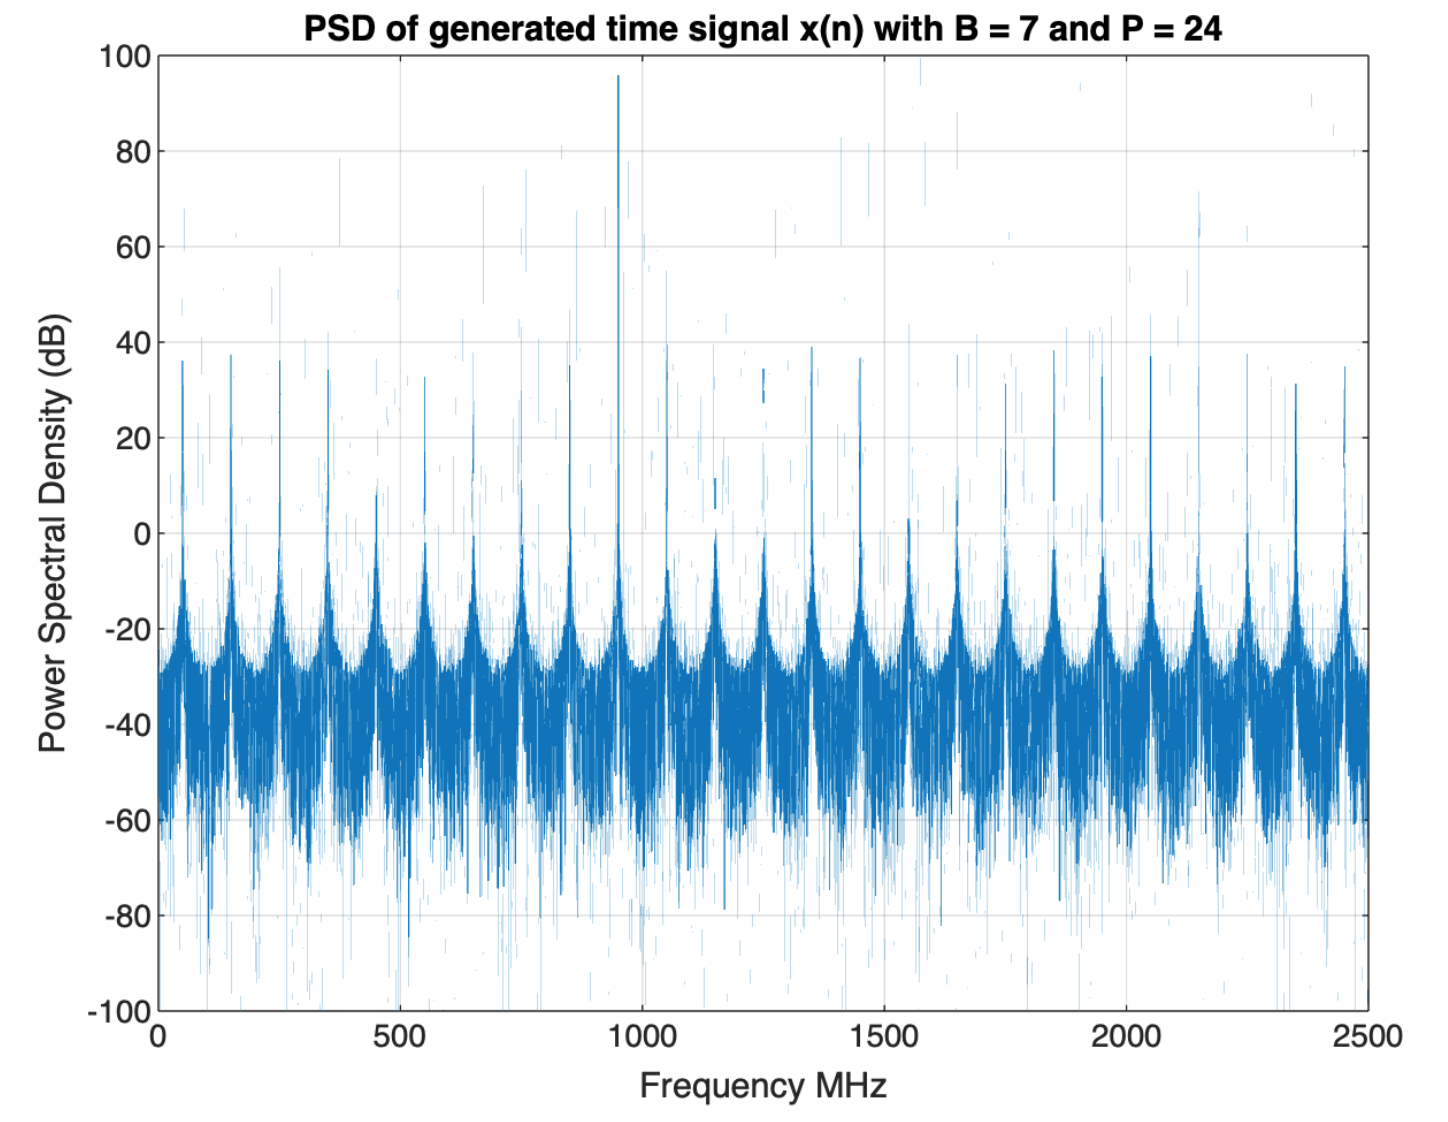 PSD of generated time signal x(n) with B = 7 and P = 24
100
80
60
40
20
0
-20
-40
-60
-80
-100
Power Spectral Density (dB)
0 500 1000 1500 2000 2500
Frequency MHz